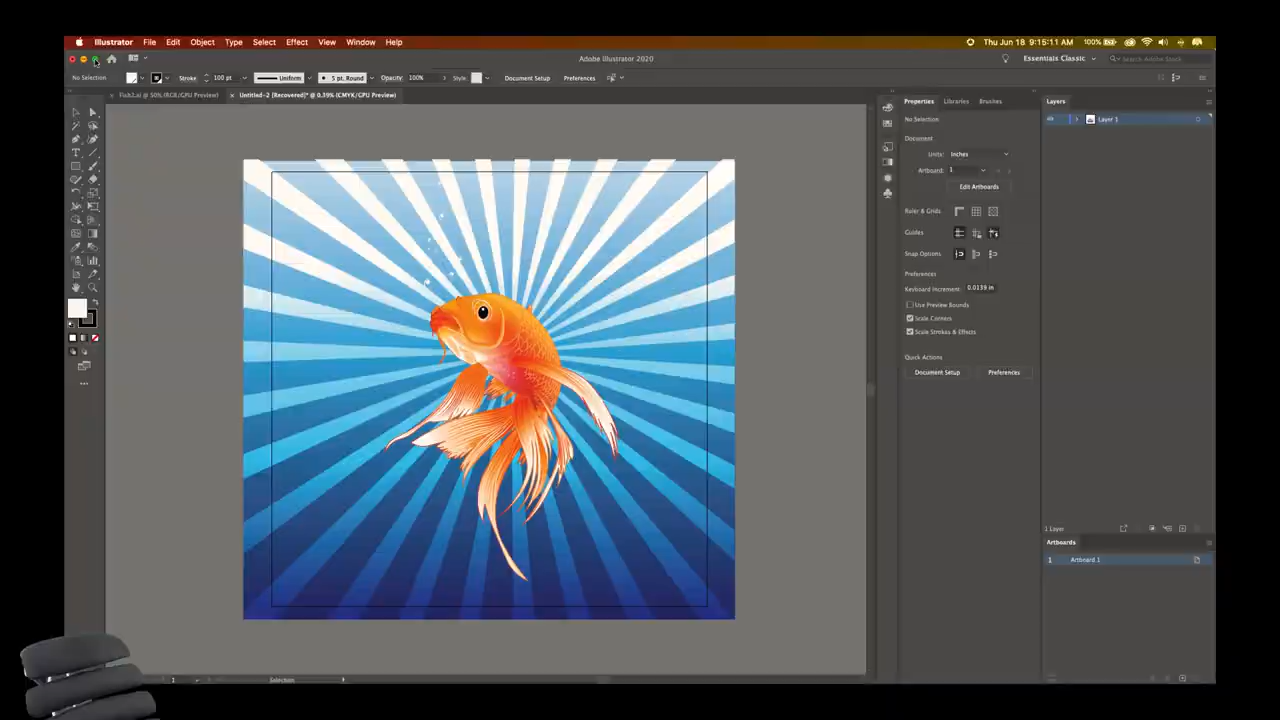 Illustrator File Edit Object Type Select Effect View Window Help
100% Thu Jun 18 9:15:11 AM
Adobe Illustrator 2020
Essentials Classic
Search Adobe Stock
No Selection Stroke: 100 pt Uniform 5 pt. Round Opacity: 100% Style: Document Setup Preferences
Fish2.ai @ 50% (RGB/GPU Preview)
Untitled-2 [Recovered]* @ 0.39% (CMYK/GPU Preview)
Properties Libraries Brushes
No Selection
Document
Units: Inches
Artboard: 1
Edit Artboards
Ruler & Grids
Guides
Snap Options
Preferences
Keyboard Increment: 0.0139 in
Use Preview Bounds
Scale Corners
Scale Strokes & Effects
Quick Actions
Document Setup Preferences
Layers
Layer 1
1 Layer
Artboards
1 Artboard 1
1 Selection